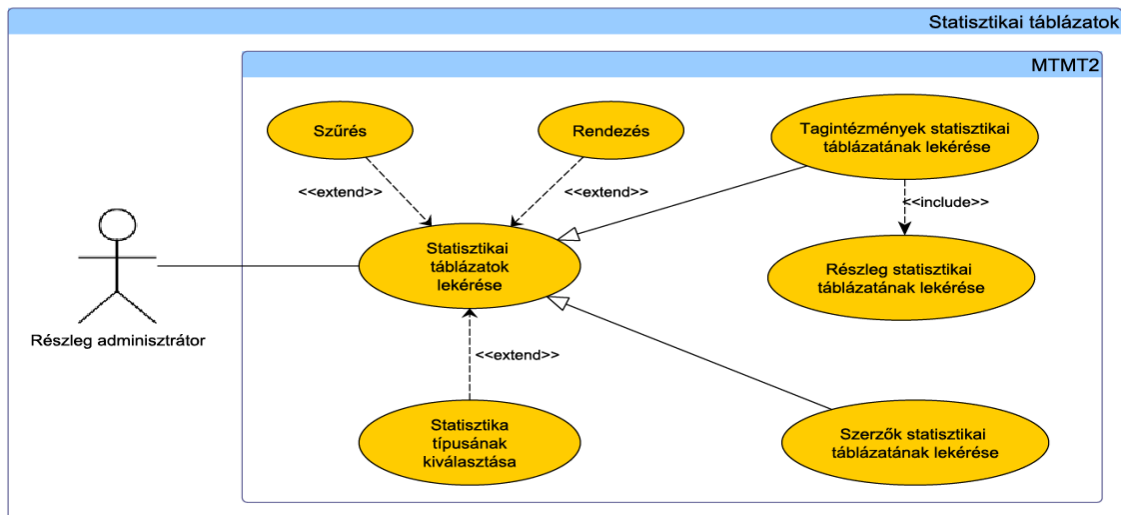 Statisztikai táblázatok
MTMT2
Szűrés
Rendezés
Tagintézmények statisztikai
táblázatának lekérése
<<extend>>
<<extend>>
<<include>>
Statisztikai
táblázatok
lekérése
Részleg statisztikai
táblázatának lekérése
Részleg adminisztrátor
<<extend>>
Statisztika
típusának
kiválasztása
Szerzők statisztikai
táblázatának lekérése